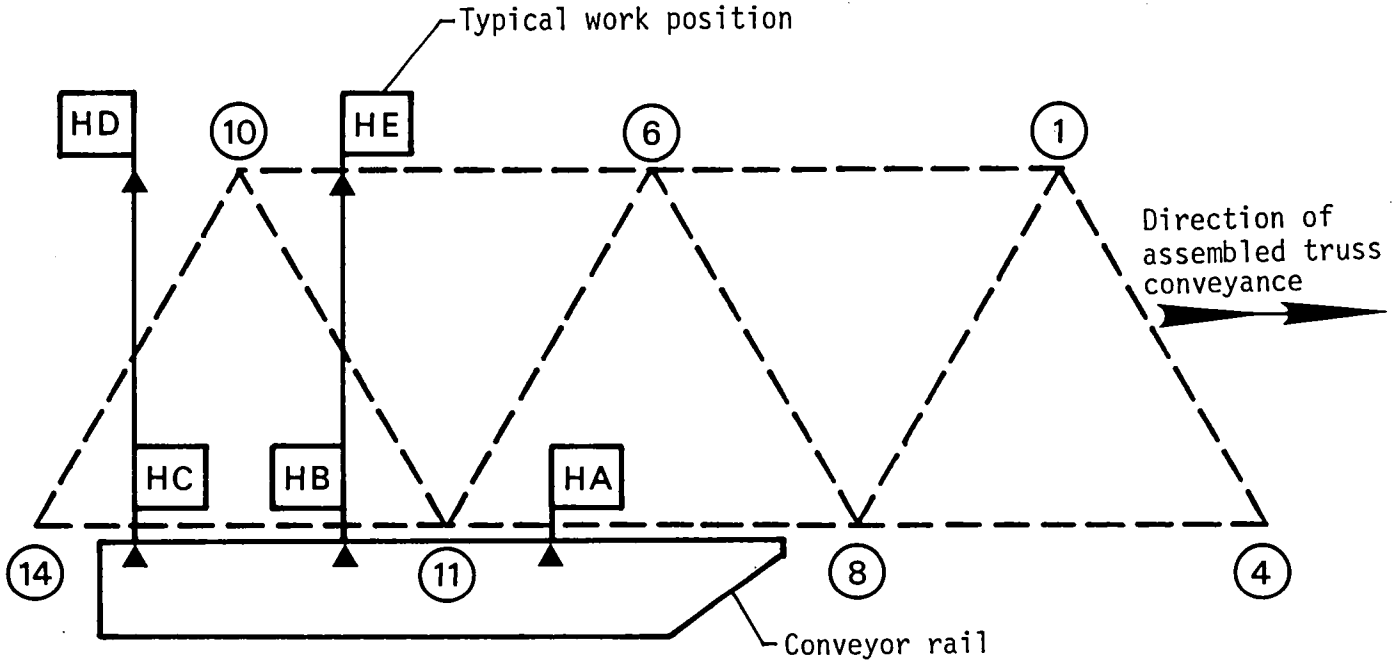 Typical work position
HD
10
HE
6
1
Direction of
assembled truss
conveyance
HC
HB
HA
14
11
8
4
Conveyor rail